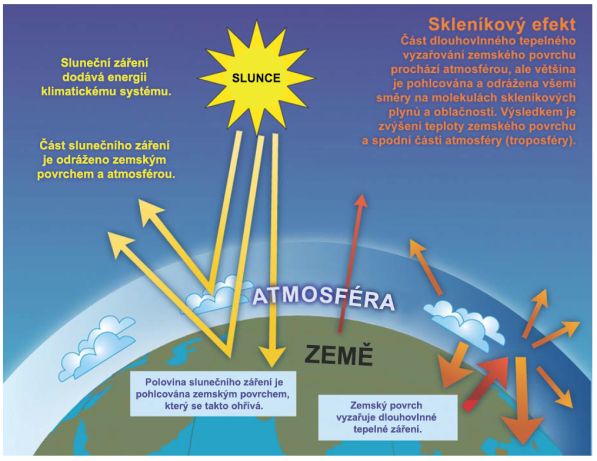 Skleníkový efekt
Část dlouhovlnného tepelného
vyzařování zemského povrchu
prochází atmosférou, ale většina
je pohlcována a odrážena všemi
směry na molekulách skleníkových
plynů a oblačnosti. Výsledkem je
zvýšení teploty zemského povrchu
a spodní části atmosféry (troposféry).
Sluneční záření
dodává energii
klimatickému systému.
SLUNCE
Část slunečního záření
je odráženo zemským
povrchem a atmosférou.
ATMOSFÉRA
ZEMĚ
Polovina slunečního záření je
pohlcována zemským povrchem,
který se takto ohřívá.
Zemský povrch
vyzařuje dlouhovlnné
tepelné záření.